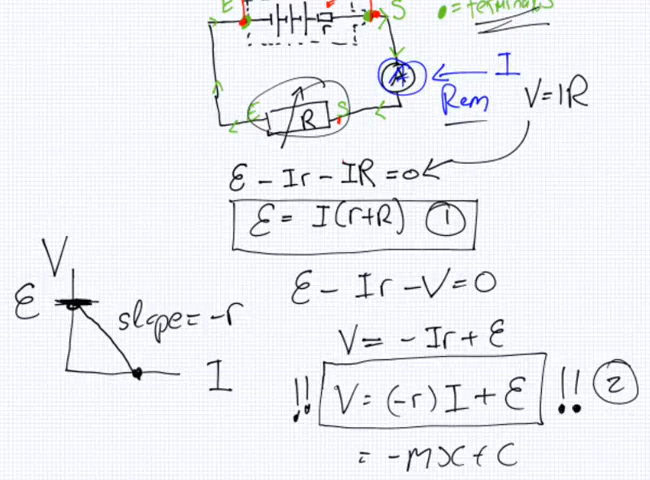 E S •=terminals
r
A ← I
Rem V=IR
E R S
ℰ - Ir - IR = 0
ℰ = I(r+R) ①
V
ℰ - Ir - V = 0
ℰ slope = -r
V = - Ir + ℰ
I
!! V = (-r) I + ℰ !! ②
= -mx + c